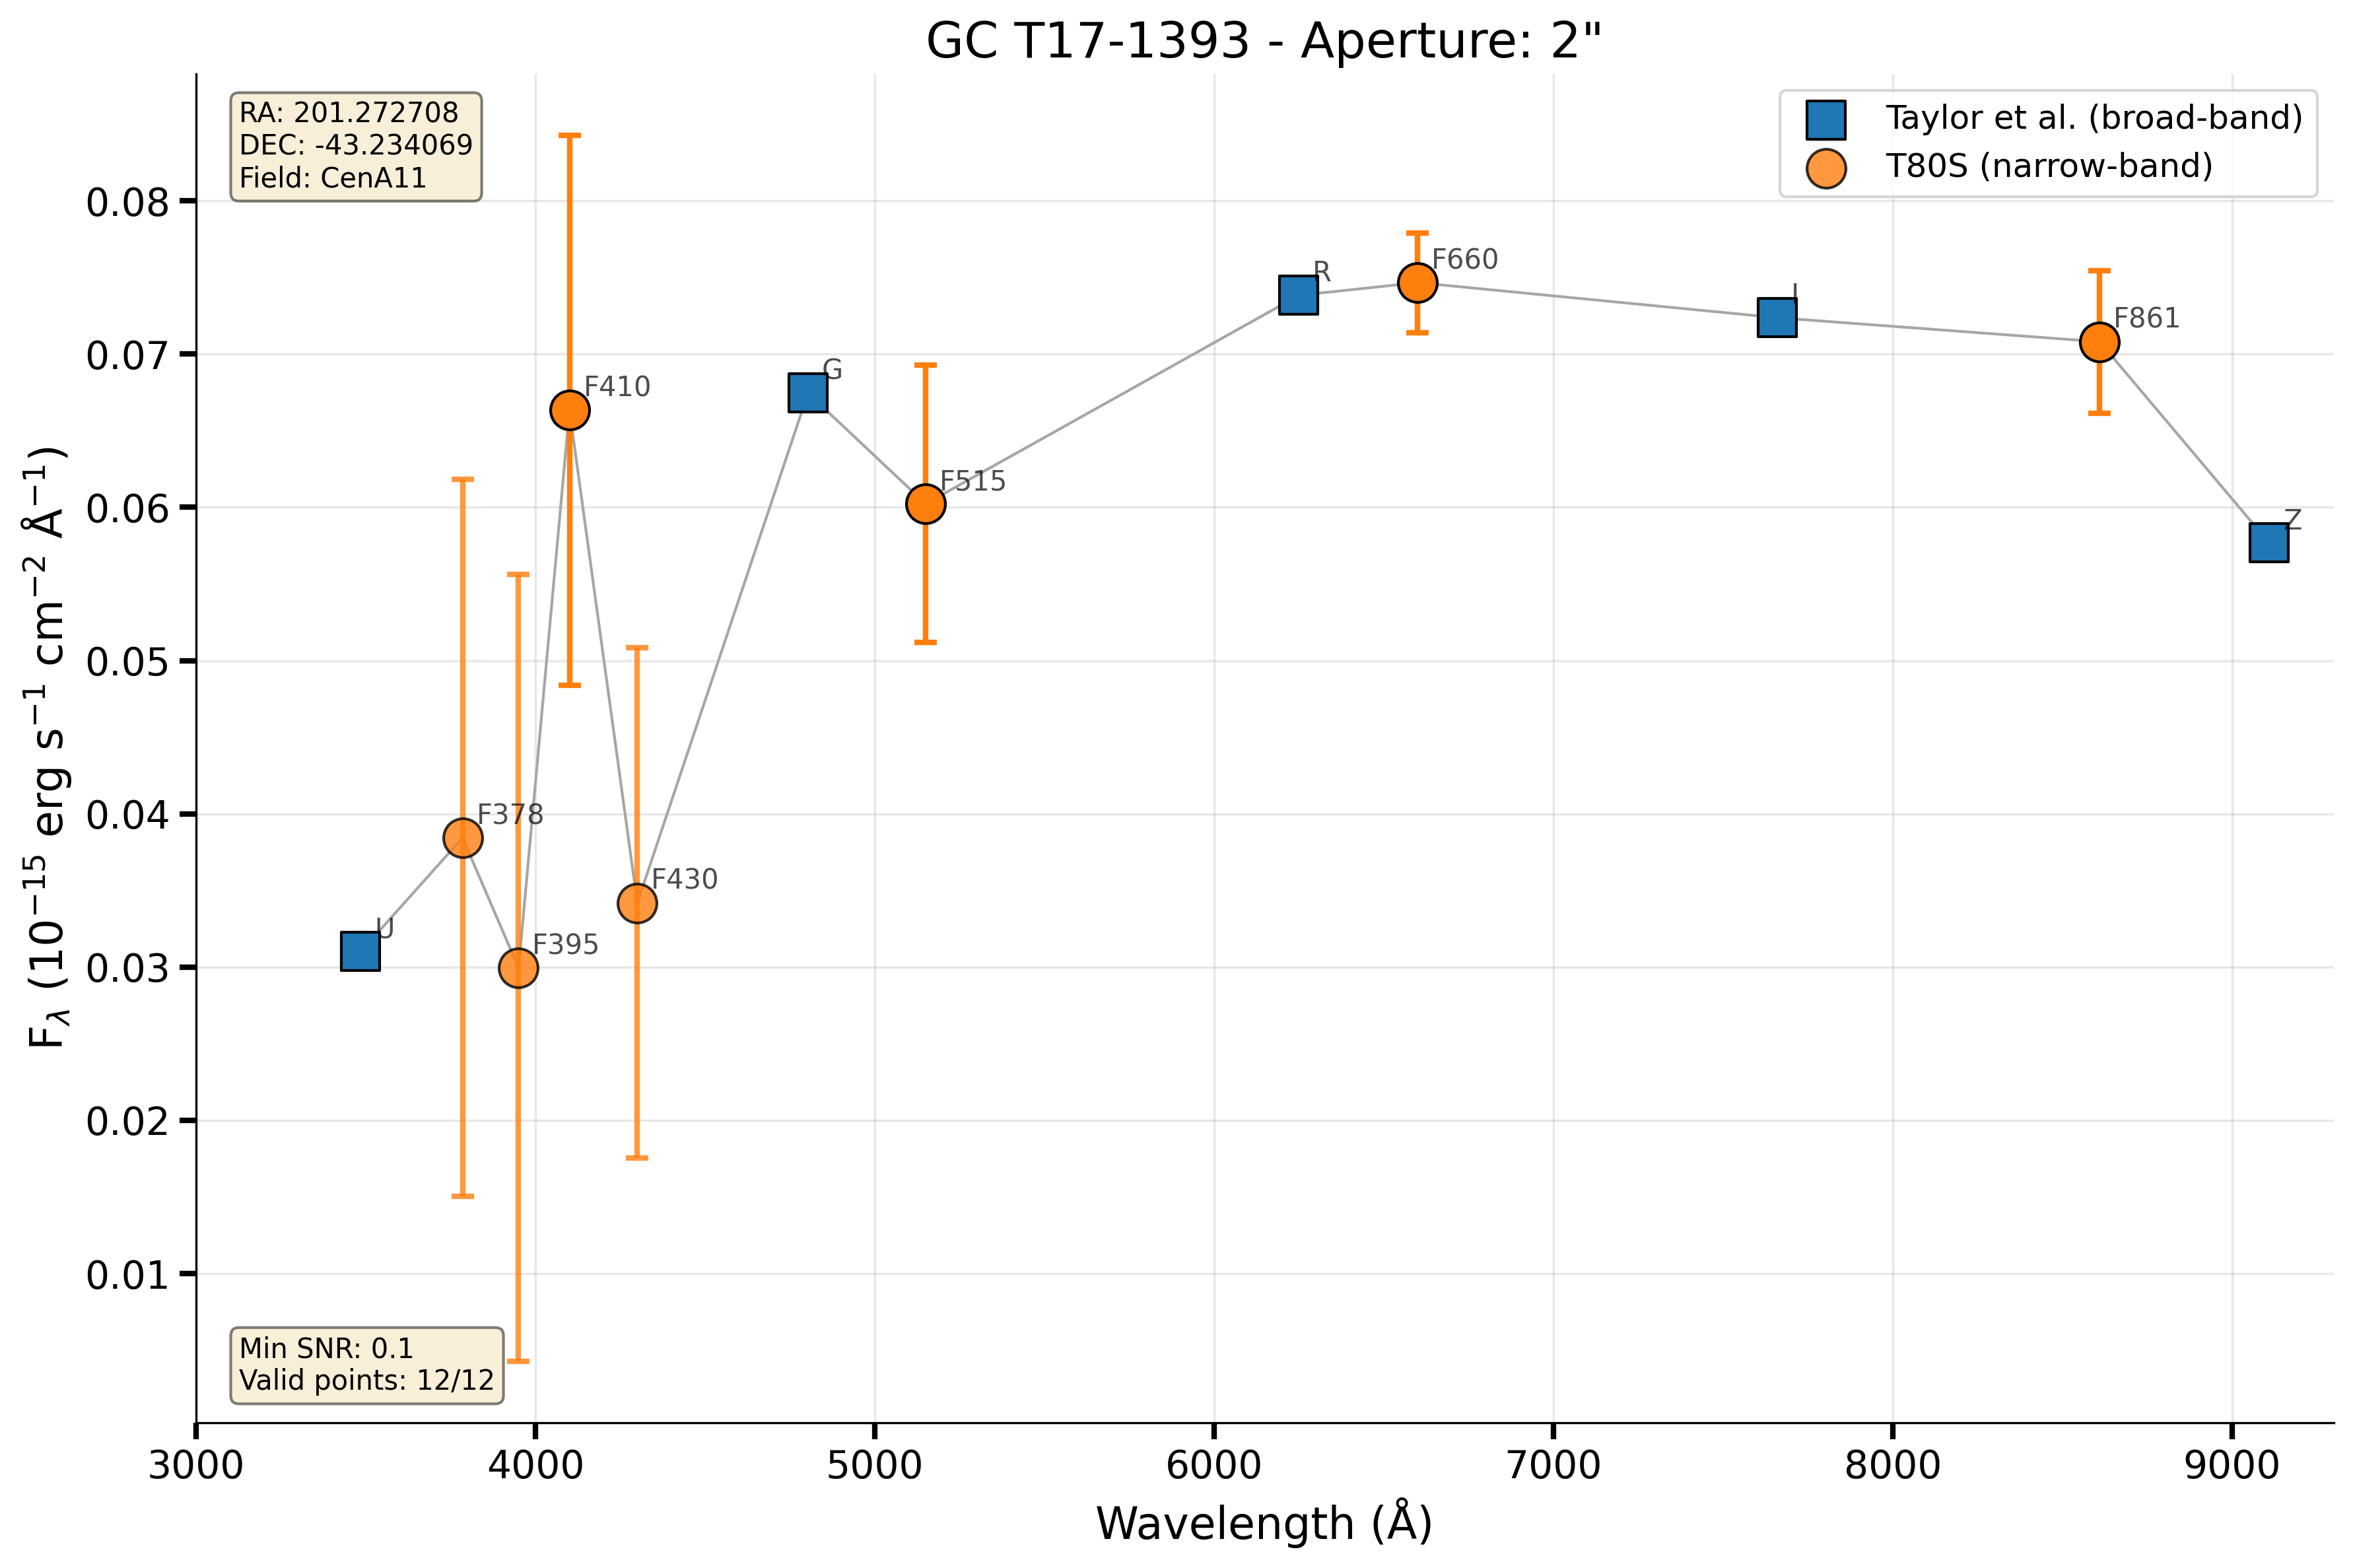 GC T17-1393 - Aperture: 2"
RA: 201.272708
DEC: -43.234069
Field: CenA11
Taylor et al. (broad-band)
T80S (narrow-band)
0.08
0.07
0.06
0.05
0.04
0.03
0.02
0.01
F_λ (10⁻¹⁵ erg s⁻¹ cm⁻² Å⁻¹)
U
F378
F395
F410
F430
G
F515
R
F660
I
F861
Z
Min SNR: 0.1
Valid points: 12/12
3000 4000 5000 6000 7000 8000 9000
Wavelength (Å)